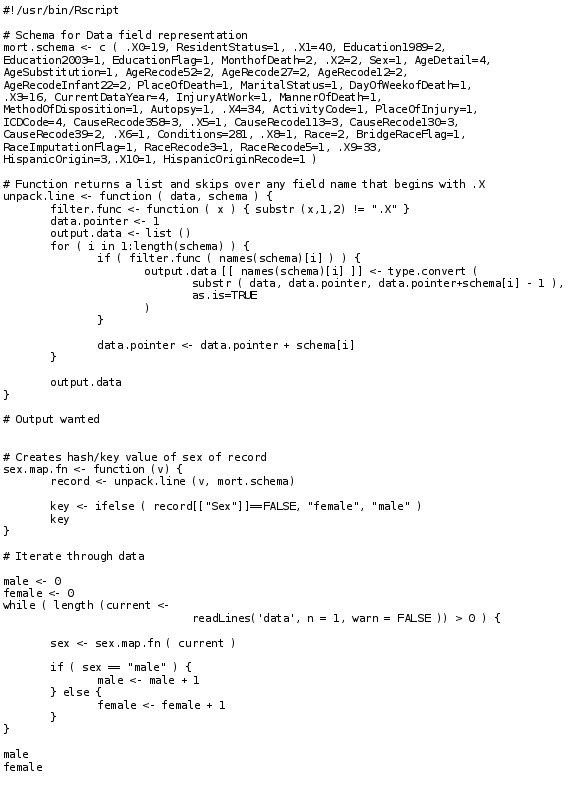 #!/usr/bin/Rscript
# Schema for Data field representation
mort.schema <- c ( .X0=19, ResidentStatus=1, .X1=40, Education1989=2,
Education2003=1, EducationFlag=1, MonthofDeath=2, .X2=2, Sex=1, AgeDetail=4,
AgeSubstitution=1, AgeRecode52=2, AgeRecode27=2, AgeRecode12=2,
AgeRecodeInfant22=2, PlaceOfDeath=1, MaritalStatus=1, DayOfWeekofDeath=1,
.X3=16, CurrentDataYear=4, InjuryAtWork=1, MannerOfDeath=1,
MethodOfDisposition=1, Autopsy=1, .X4=34, ActivityCode=1, PlaceOfInjury=1,
ICDCode=4, CauseRecode358=3, .X5=1, CauseRecode113=3, CauseRecode130=3,
CauseRecode39=2, .X6=1, Conditions=281, .X8=1, Race=2, BridgeRaceFlag=1,
RaceImputationFlag=1, RaceRecode3=1, RaceRecode5=1, .X9=33,
HispanicOrigin=3,.X10=1, HispanicOriginRecode=1 )
# Function returns a list and skips over any field name that begins with .X
unpack.line <- function ( data, schema ) {
filter.func <- function ( x ) { substr (x,1,2) != ".X" }
data.pointer <- 1
output.data <- list ()
for ( i in 1:length(schema) ) {
if ( filter.func ( names(schema)[i] ) ) {
output.data [[ names(schema)[i] ]] <- type.convert (
substr ( data, data.pointer, data.pointer+schema[i] - 1 ),
as.is=TRUE
)
}
data.pointer <- data.pointer + schema[i]
}
output.data
}
# Output wanted
# Creates hash/key value of sex of record
sex.map.fn <- function (v) {
record <- unpack.line (v, mort.schema)
key <- ifelse ( record[["Sex"]]==FALSE, "female", "male" )
key
}
# Iterate through data
male <- 0
female <- 0
while ( length (current <-
readLines('data', n = 1, warn = FALSE )) > 0 ) {
sex <- sex.map.fn ( current )
if ( sex == "male" ) {
male <- male + 1
} else {
female <- female + 1
}
}
male
female